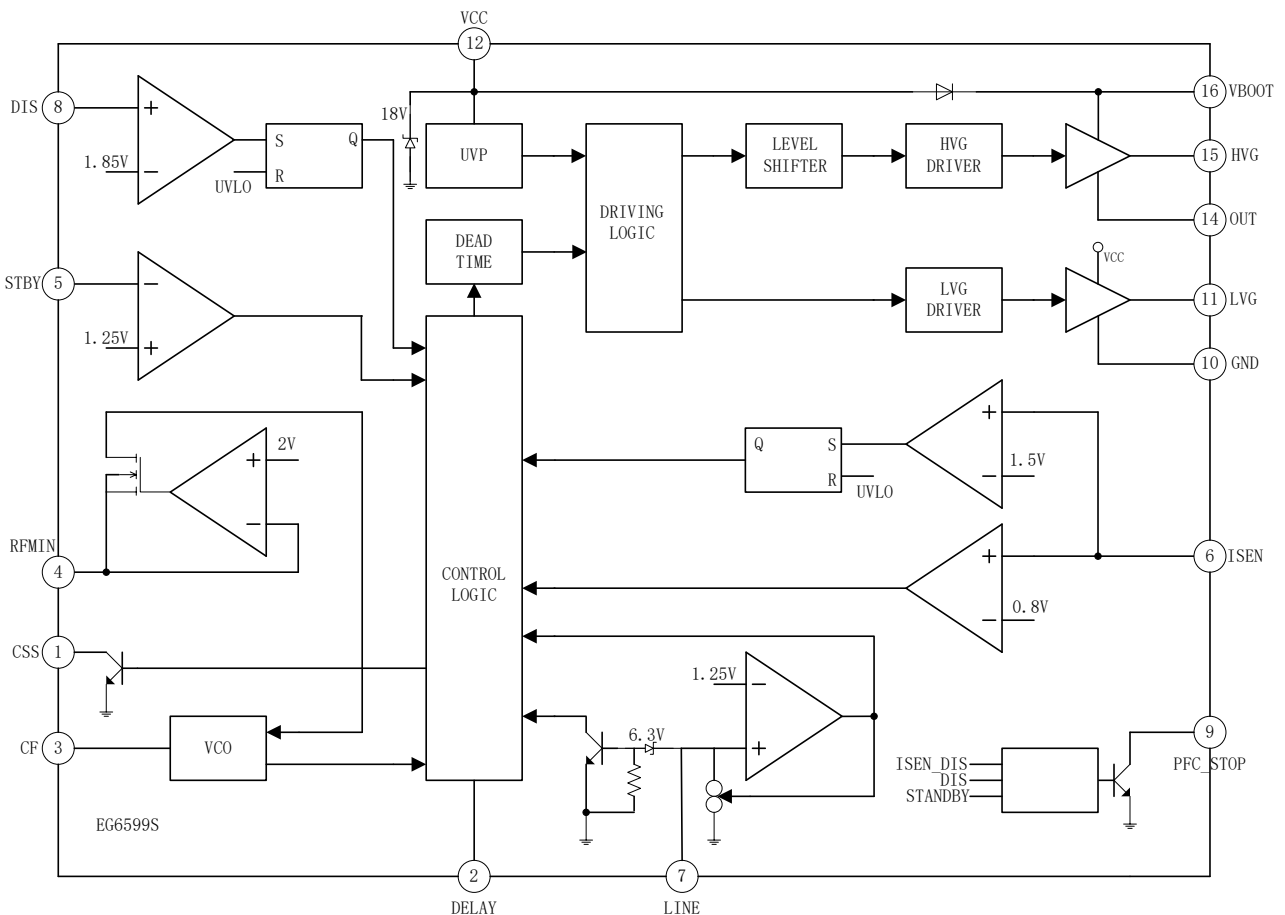 VCC
12
DIS
8
+
1.85V
−
S
Q
R
UVLO
18V
UVP
16
VBOOT
LEVEL
SHIFTER
HVG
DRIVER
15
HVG
DRIVING
LOGIC
14
OUT
DEAD
TIME
STBY
5
−
1.25V
+
VCC
LVG
DRIVER
11
LVG
10
GND
2V
+
−
RFMIN
4
Q
S
R
UVLO
+
1.5V
−
6
ISEN
+
0.8V
−
CONTROL
LOGIC
CSS
1
CF
3
VCO
1.25V
−
+
6.3V
9
PFC_STOP
ISEN_DIS
DIS
STANDBY
EG6599S
2
DELAY
7
LINE